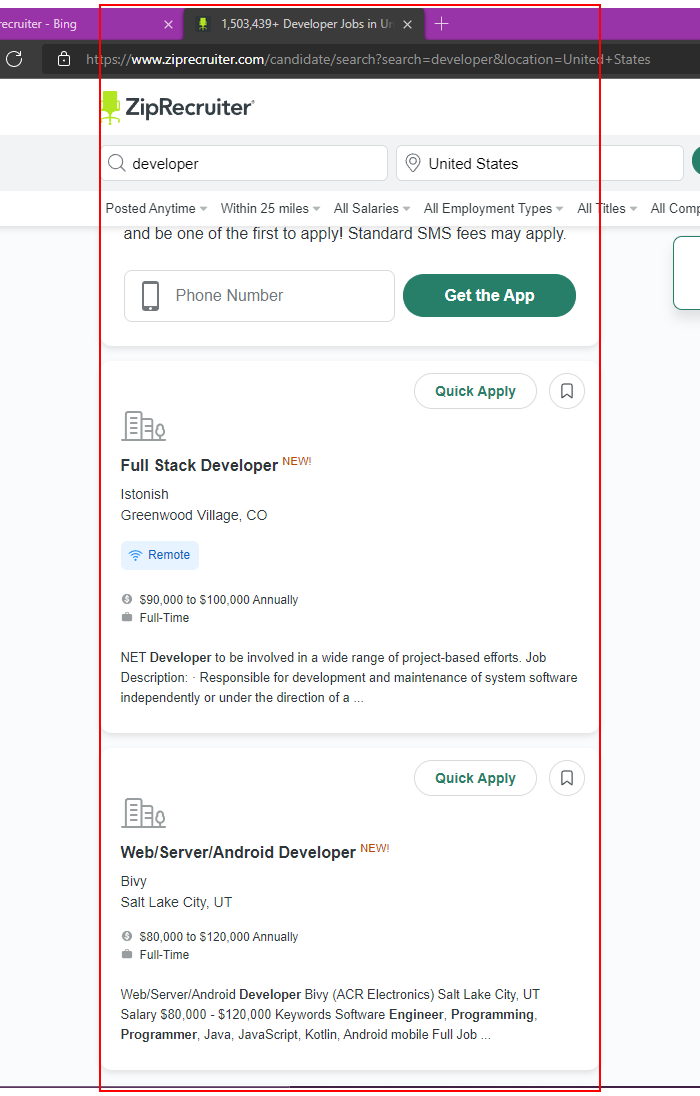 ecruiter - Bing
1,503,439+ Developer Jobs in Un
https://www.ziprecruiter.com/candidate/search?search=developer&location=United+States
ZipRecruiter
developer
United States
Posted Anytime Within 25 miles All Salaries All Employment Types All Titles All Comp
and be one of the first to apply! Standard SMS fees may apply.
Phone Number
Get the App
Quick Apply
Full Stack Developer NEW!
Istonish
Greenwood Village, CO
Remote
$90,000 to $100,000 Annually
Full-Time
NET Developer to be involved in a wide range of project-based efforts. Job
Description: · Responsible for development and maintenance of system software
independently or under the direction of a ...
Quick Apply
Web/Server/Android Developer NEW!
Bivy
Salt Lake City, UT
$80,000 to $120,000 Annually
Full-Time
Web/Server/Android Developer Bivy (ACR Electronics) Salt Lake City, UT
Salary $80,000 - $120,000 Keywords Software Engineer, Programming,
Programmer, Java, JavaScript, Kotlin, Android mobile Full Job ...